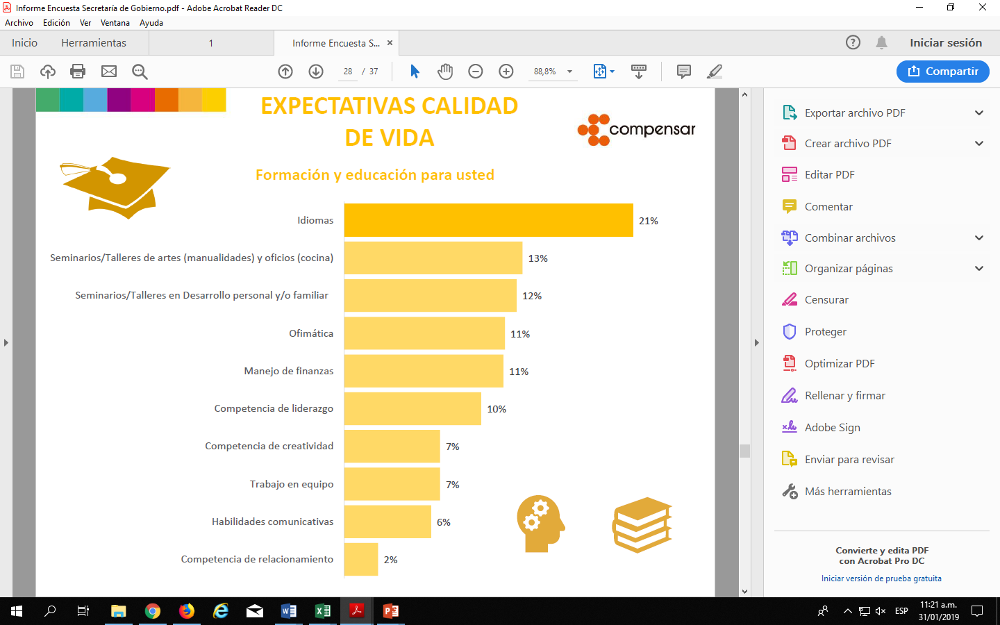 Informe Encuesta Secretaría de Gobierno.pdf - Adobe Acrobat Reader DC
Archivo Edición Ver Ventana Ayuda
Inicio Herramientas 1 Informe Encuesta S... × Iniciar sesión
28 / 37 88,8% Compartir
EXPECTATIVAS CALIDAD
DE VIDA
compensar
Formación y educación para usted
Idiomas 21%
Seminarios/Talleres de artes (manualidades) y oficios (cocina) 13%
Seminarios/Talleres en Desarrollo personal y/o familiar 12%
Ofimática 11%
Manejo de finanzas 11%
Competencia de liderazgo 10%
Competencia de creatividad 7%
Trabajo en equipo 7%
Habilidades comunicativas 6%
Competencia de relacionamiento 2%
Exportar archivo PDF
Crear archivo PDF
Editar PDF
Comentar
Combinar archivos
Organizar páginas
Censurar
Proteger
Optimizar PDF
Rellenar y firmar
Adobe Sign
Enviar para revisar
Más herramientas
Convierte y edita PDF
con Acrobat Pro DC
Iniciar versión de prueba gratuita
ESP
11:21 a.m.
31/01/2019